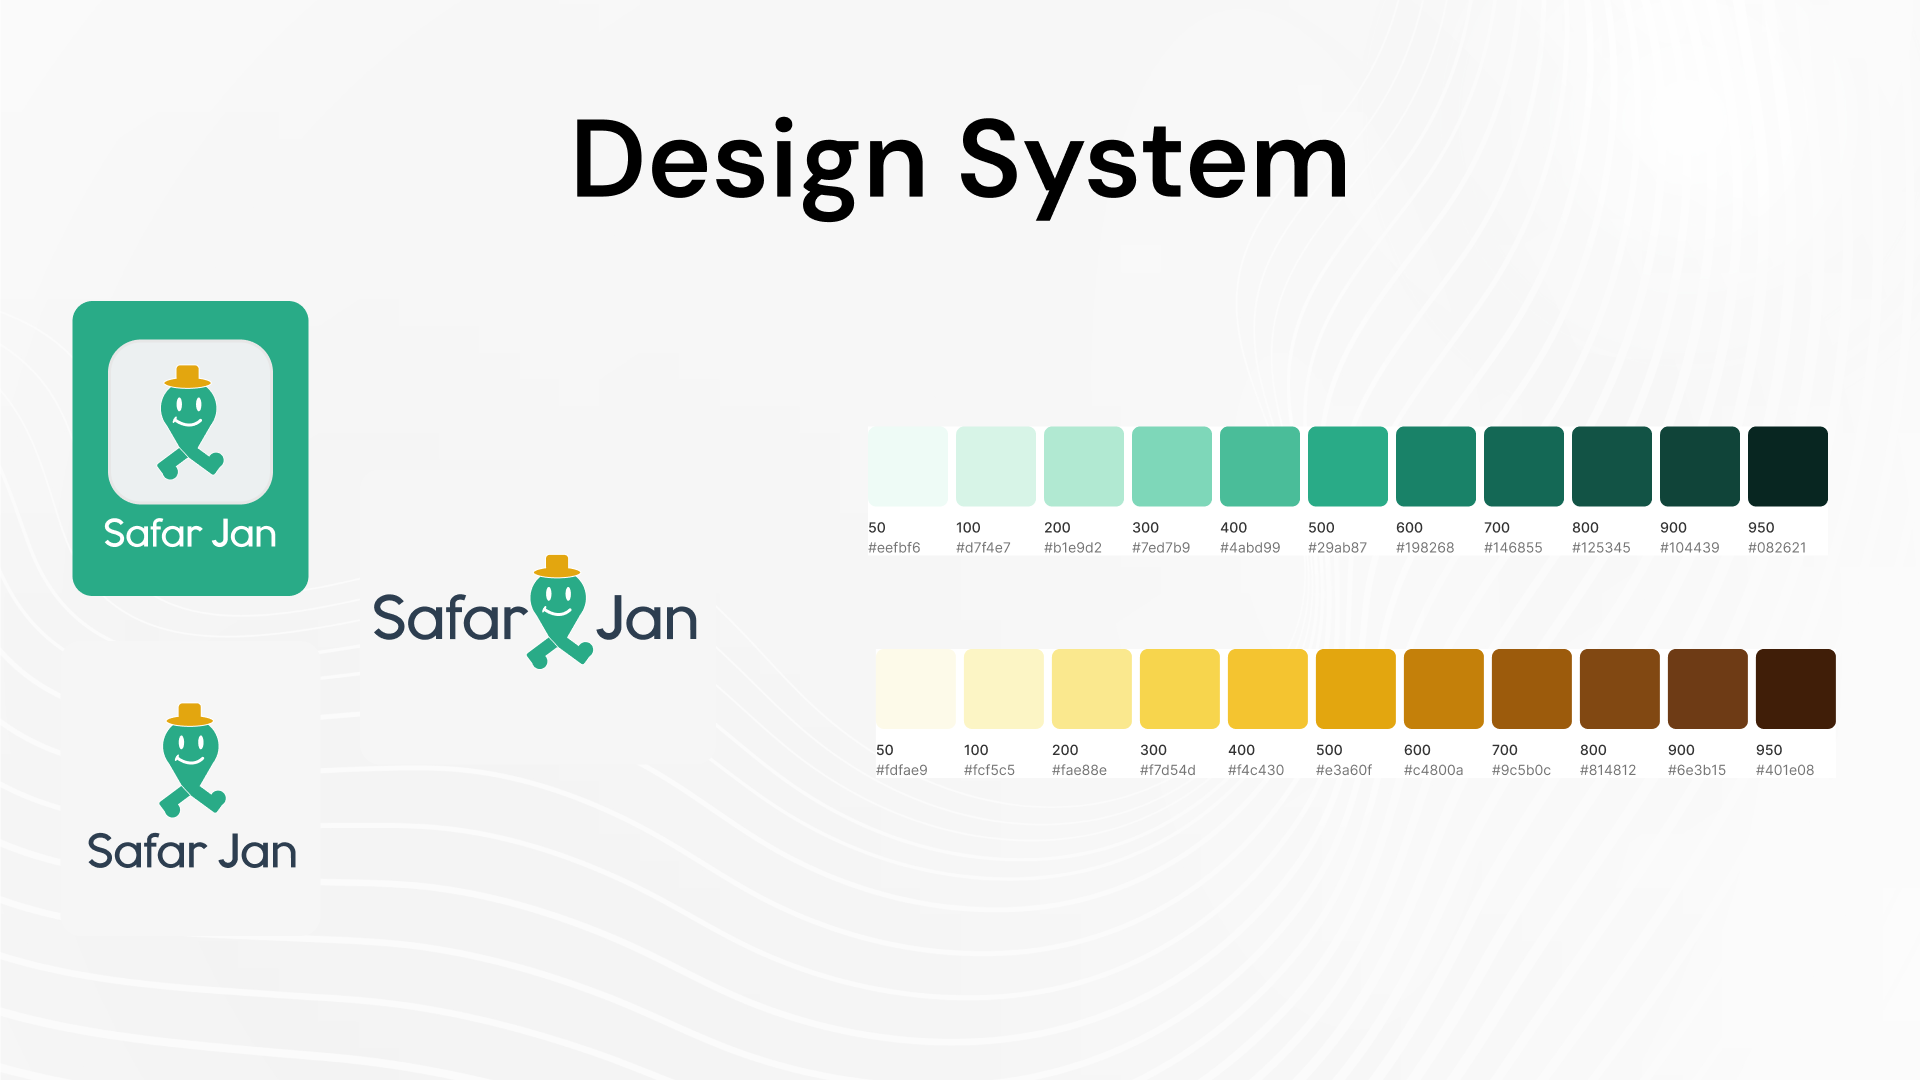 Design System
Safar Jan
Safar Jan
Safar Jan
50 100 200 300 400 500 600 700 800 900 950
#eefbf6 #d7f4e7 #b1e9d2 #7ed7b9 #4abd99 #29ab87 #198268 #146855 #125345 #104439 #082621
50 100 200 300 400 500 600 700 800 900 950
#fdfae9 #fcf5c5 #fae88e #f7d54d #f4c430 #e3a60f #c4800a #9c5b0c #814812 #6e3b15 #401e08